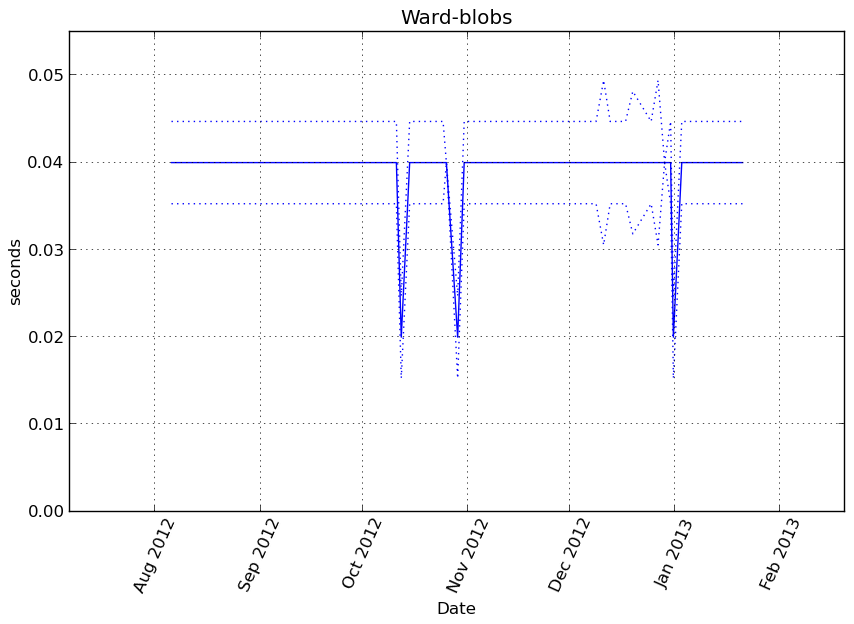 Ward-blobs
0.05
0.04
0.03
0.02
0.01
0.00
seconds
Aug 2012
Sep 2012
Oct 2012
Nov 2012
Dec 2012
Jan 2013
Feb 2013
Date